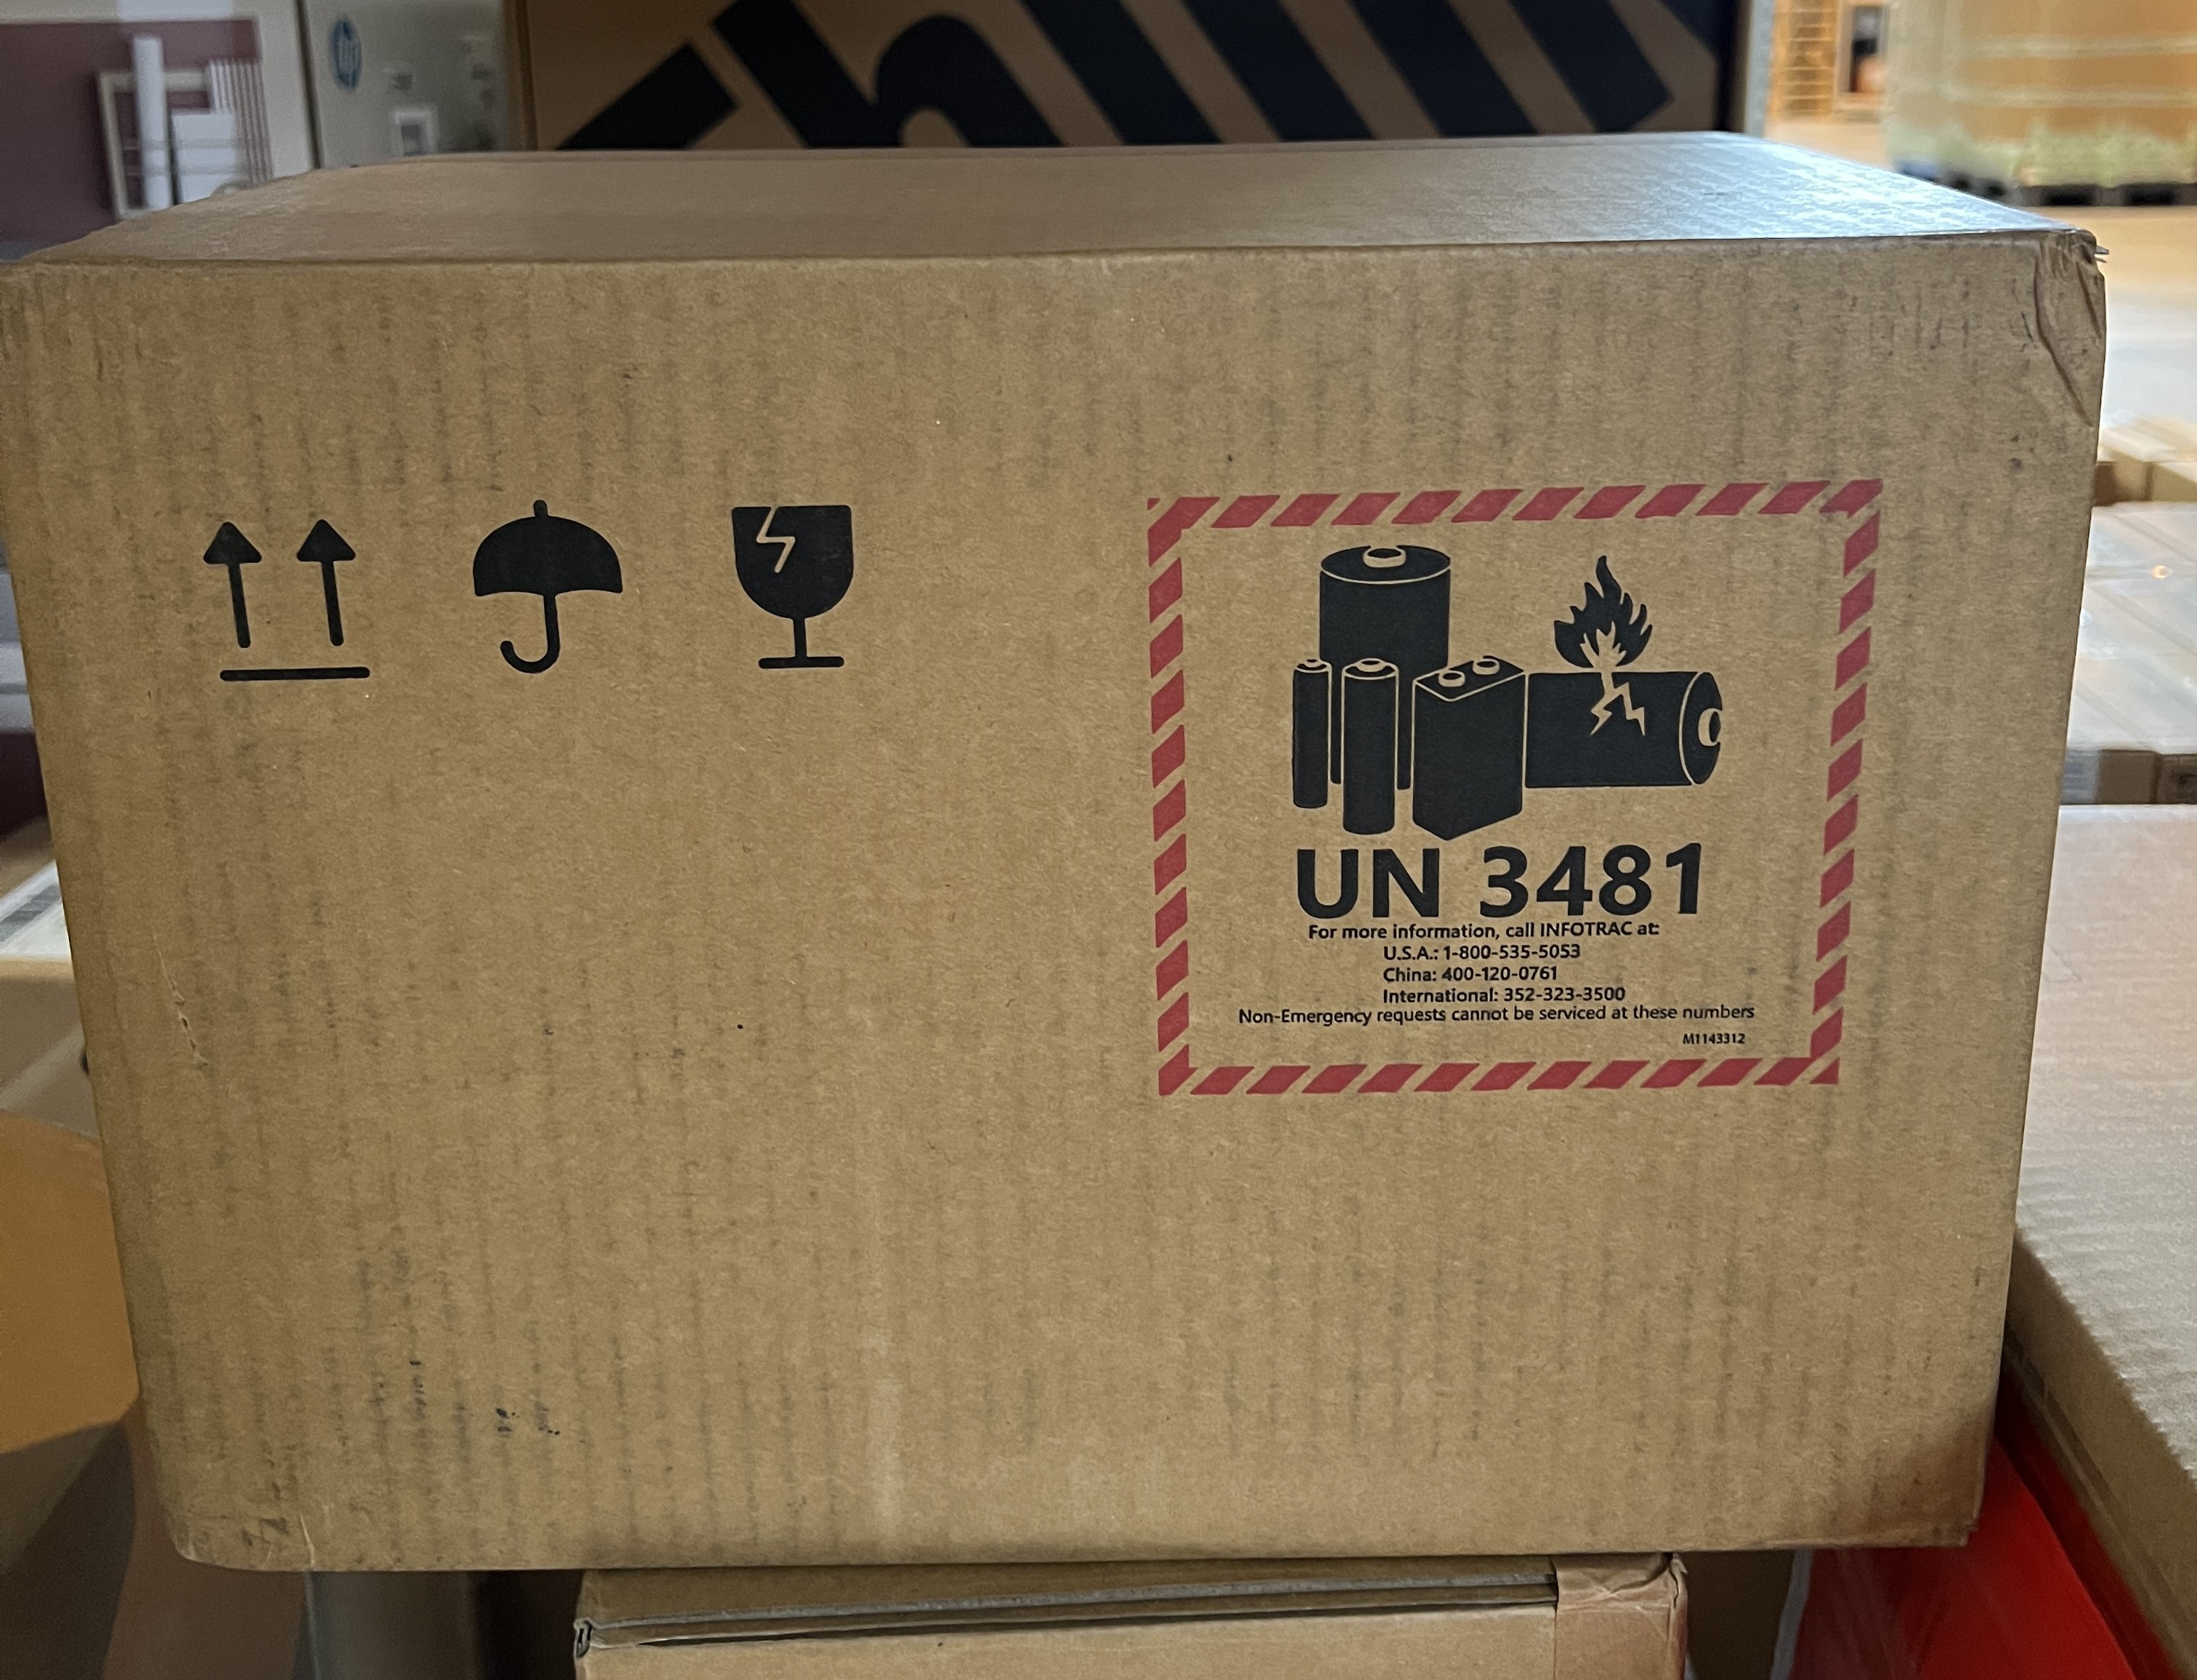 hp
UN 3481
For more information, call INFOTRAC at:
U.S.A.: 1-800-535-5053
China: 400-120-0761
International: 352-323-3500
Non-Emergency requests cannot be serviced at these numbers
M1143312